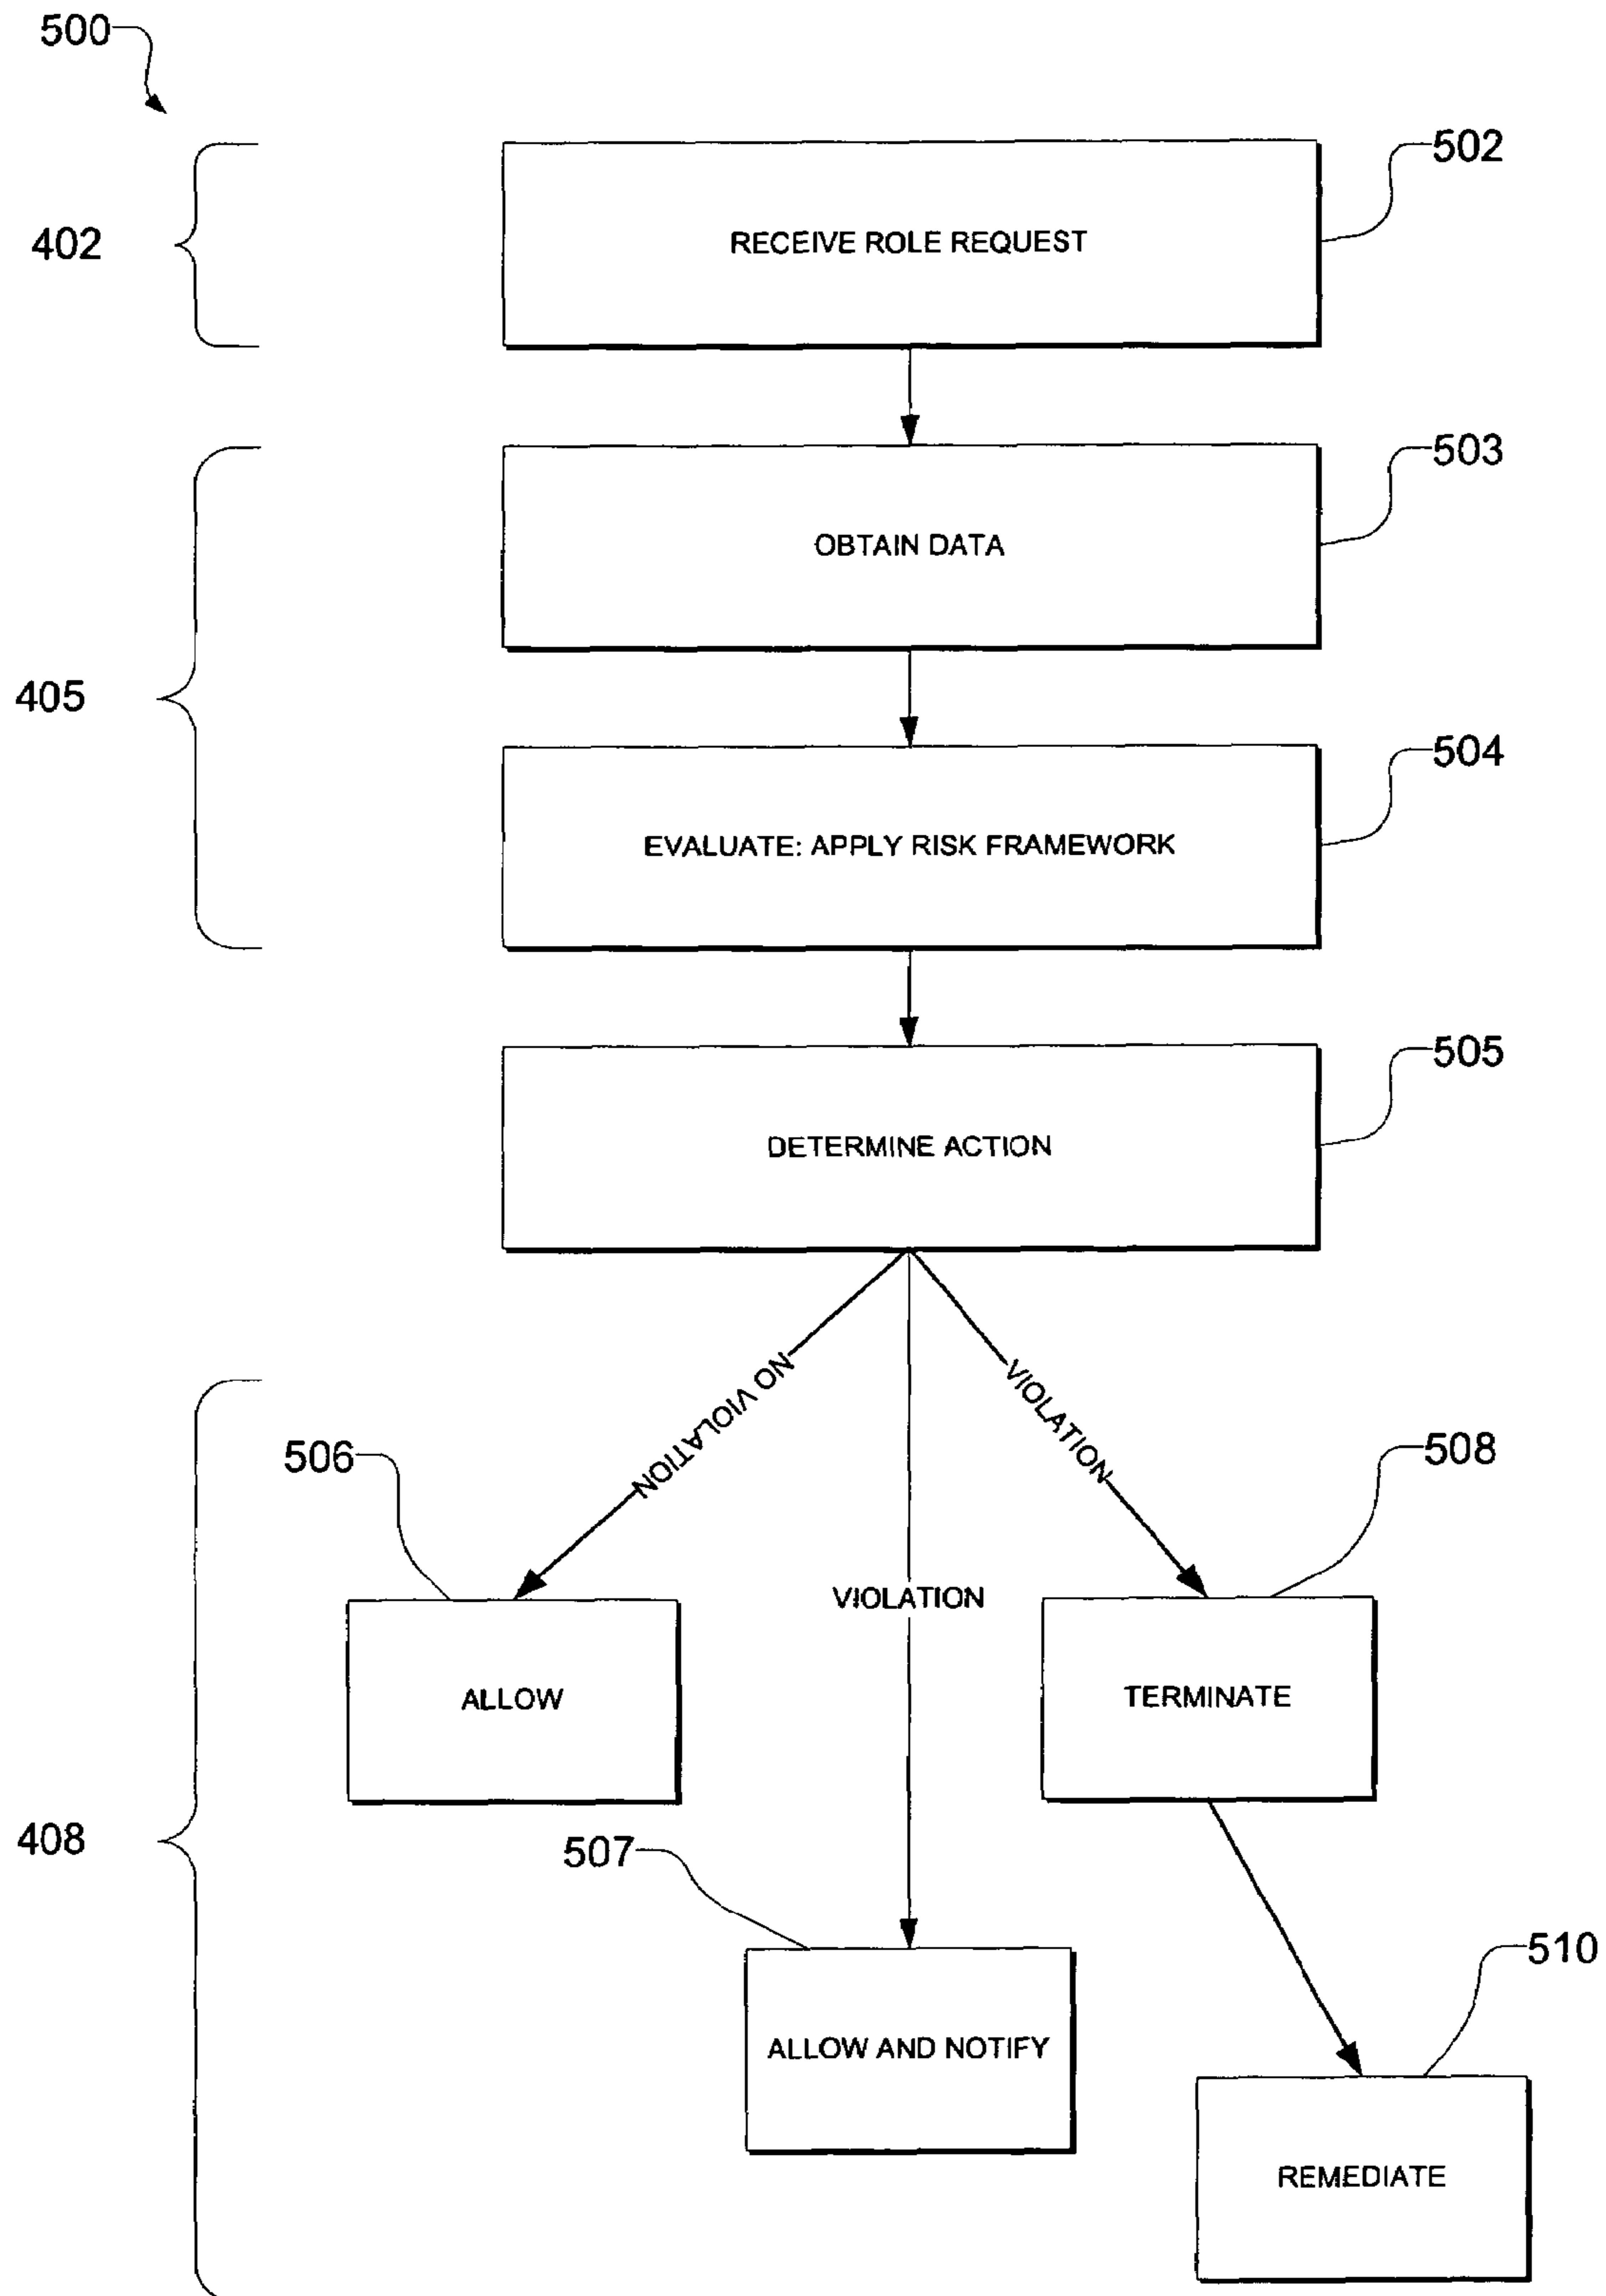 500
502
402
RECEIVE ROLE REQUEST
503
OBTAIN DATA
405
504
EVALUATE: APPLY RISK FRAMEWORK
505
DETERMINE ACTION
NO VIOLATION
VIOLATION
506
508
VIOLATION
ALLOW
TERMINATE
408
507
510
ALLOW AND NOTIFY
REMEDIATE